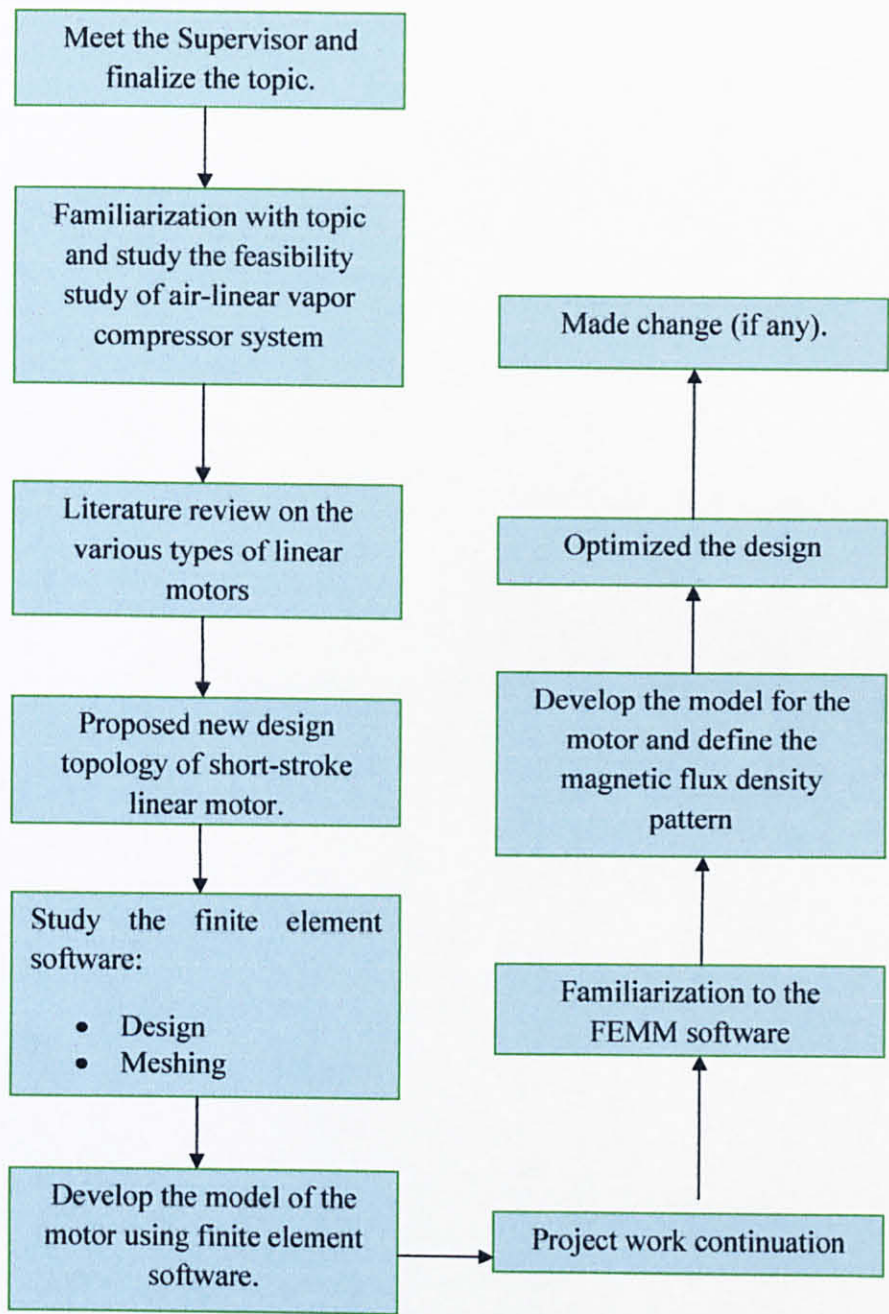 Meet the Supervisor and
finalize the topic.
Familiarization with topic
and study the feasibility
study of air-linear vapor
compressor system
Literature review on the
various types of linear
motors
Proposed new design
topology of short-stroke
linear motor.
Study the finite element
software:
• Design
• Meshing
Develop the model of the
motor using finite element
software.
Project work continuation
Familiarization to the
FEMM software
Develop the model for the
motor and define the
magnetic flux density
pattern
Optimized the design
Made change (if any).